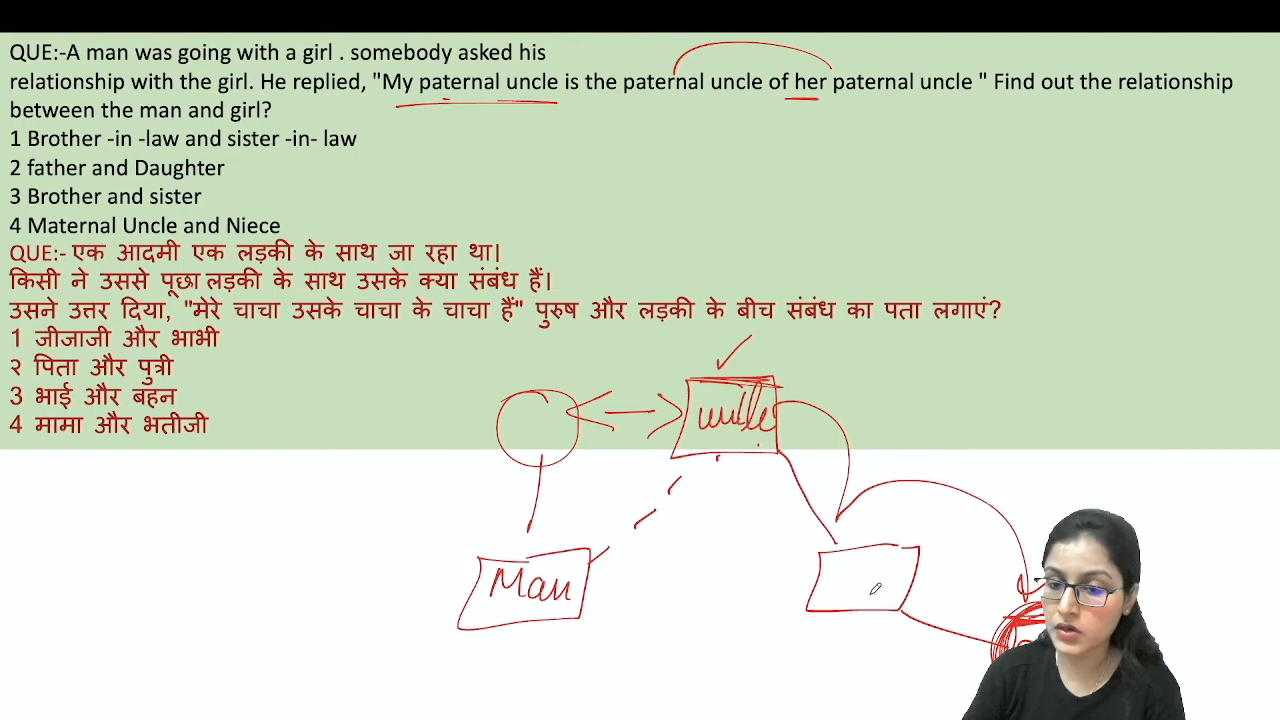 QUE:-A man was going with a girl . somebody asked his
relationship with the girl. He replied, "My paternal uncle is the paternal uncle of her paternal uncle " Find out the relationship
between the man and girl?
1 Brother -in -law and sister -in- law
2 father and Daughter
3 Brother and sister
4 Maternal Uncle and Niece
QUE:- एक आदमी एक लड़की के साथ जा रहा था।
किसी ने उससे पूछा लड़की के साथ उसके क्या संबंध हैं।
उसने उत्तर दिया, "मेरे चाचा उसके चाचा के चाचा हैं" पुरुष और लड़की के बीच संबंध का पता लगाएं?
1 जीजाजी और भाभी
२ पिता और पुत्री
3 भाई और बहन
4 मामा और भतीजी
uncle
Man